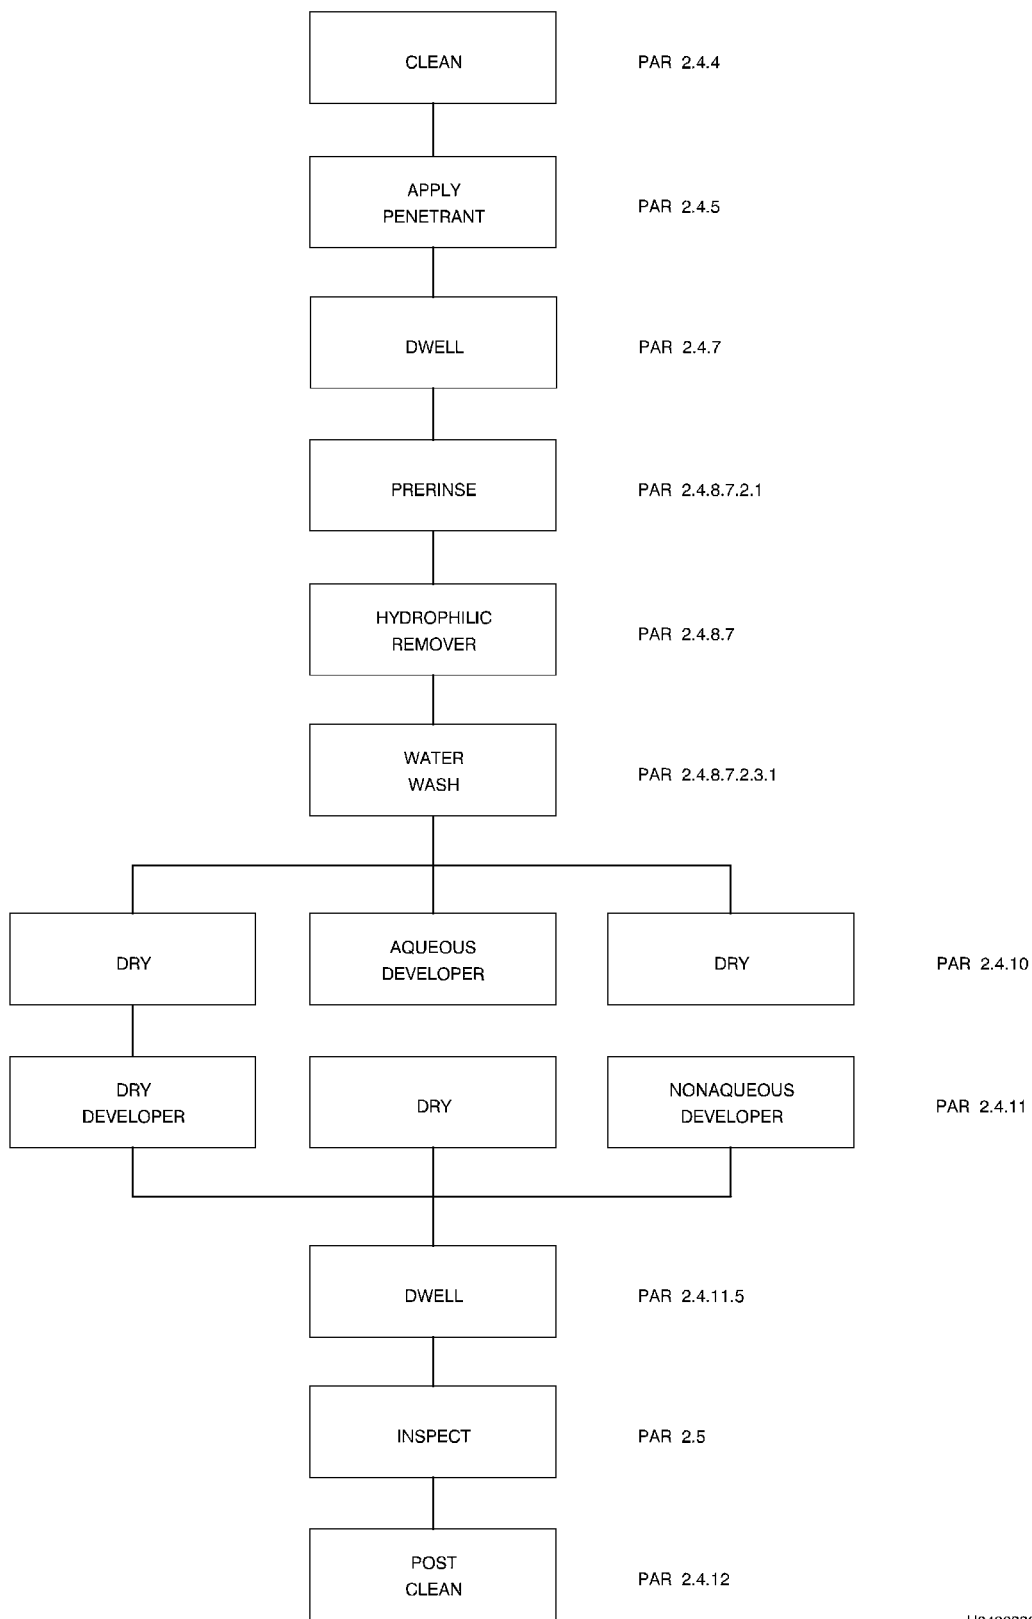 CLEAN
PAR 2.4.4
APPLY
PENETRANT
PAR 2.4.5
DWELL
PAR 2.4.7
PRERINSE
PAR 2.4.8.7.2.1
HYDROPHILIC
REMOVER
PAR 2.4.8.7
WATER
WASH
PAR 2.4.8.7.2.3.1
DRY
AQUEOUS
DEVELOPER
DRY
PAR 2.4.10
DRY
DEVELOPER
DRY
NONAQUEOUS
DEVELOPER
PAR 2.4.11
DWELL
PAR 2.4.11.5
INSPECT
PAR 2.5
POST
CLEAN
PAR 2.4.12